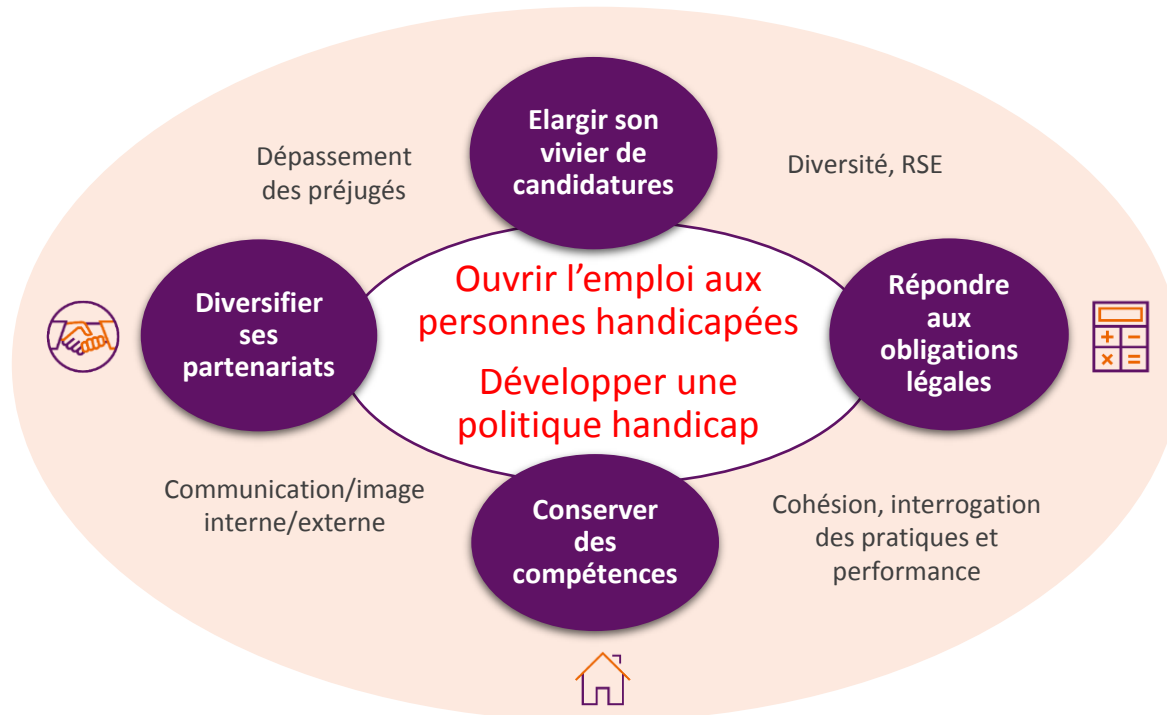 Elargir son
vivier de
candidatures
Dépassement
des préjugés
Diversité, RSE
Ouvrir l’emploi aux
personnes handicapées
Développer une
politique handicap
Diversifier
ses
partenariats
Répondre
aux
obligations
légales
Communication/image
interne/externe
Conserver
des
compétences
Cohésion, interrogation
des pratiques et
performance